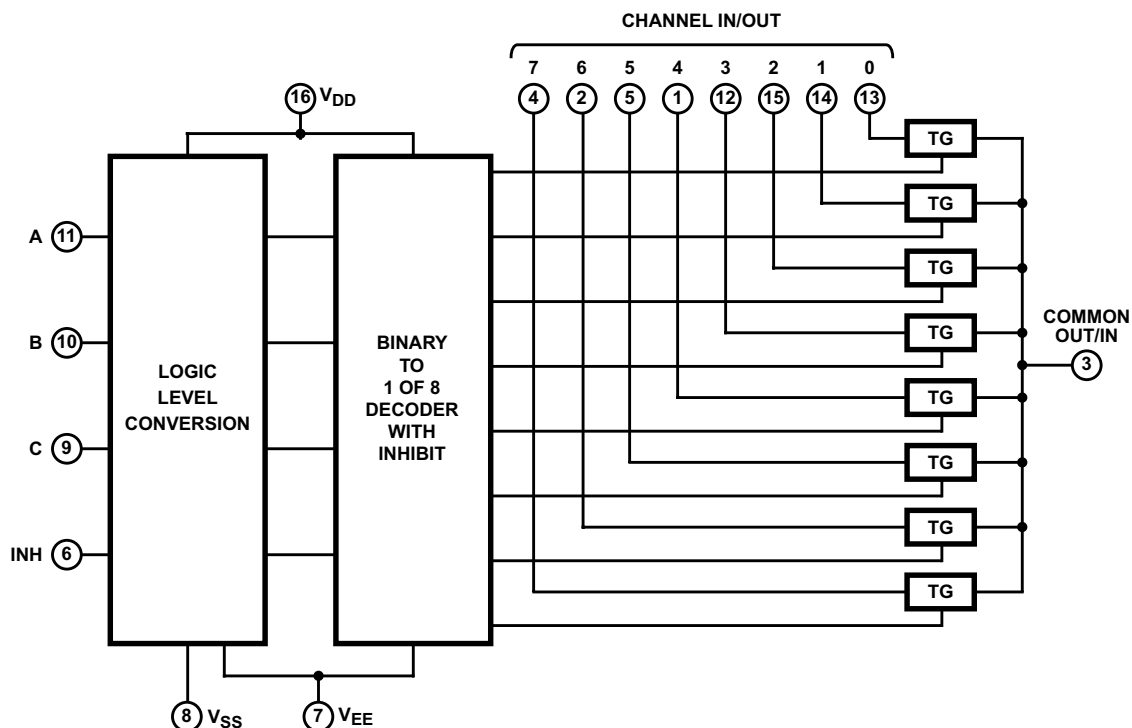 CHANNEL IN/OUT
7 6 5 4 3 2 1 0
4 2 5 1 12 15 14 13
16 VDD
TG
TG
TG
TG
TG
TG
TG
TG
A 11
B 10
C 9
INH 6
LOGIC
LEVEL
CONVERSION
BINARY
TO
1 OF 8
DECODER
WITH
INHIBIT
COMMON
OUT/IN
3
8 VSS
7 VEE